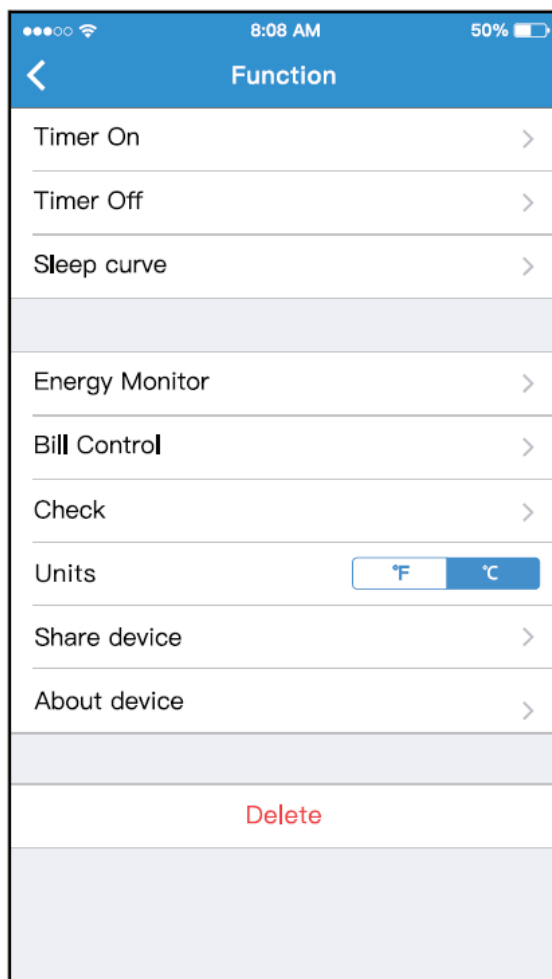 8:08 AM 50%
Function
Timer On
Timer Off
Sleep curve
Energy Monitor
Bill Control
Check
Units ℉ ℃
Share device
About device
Delete